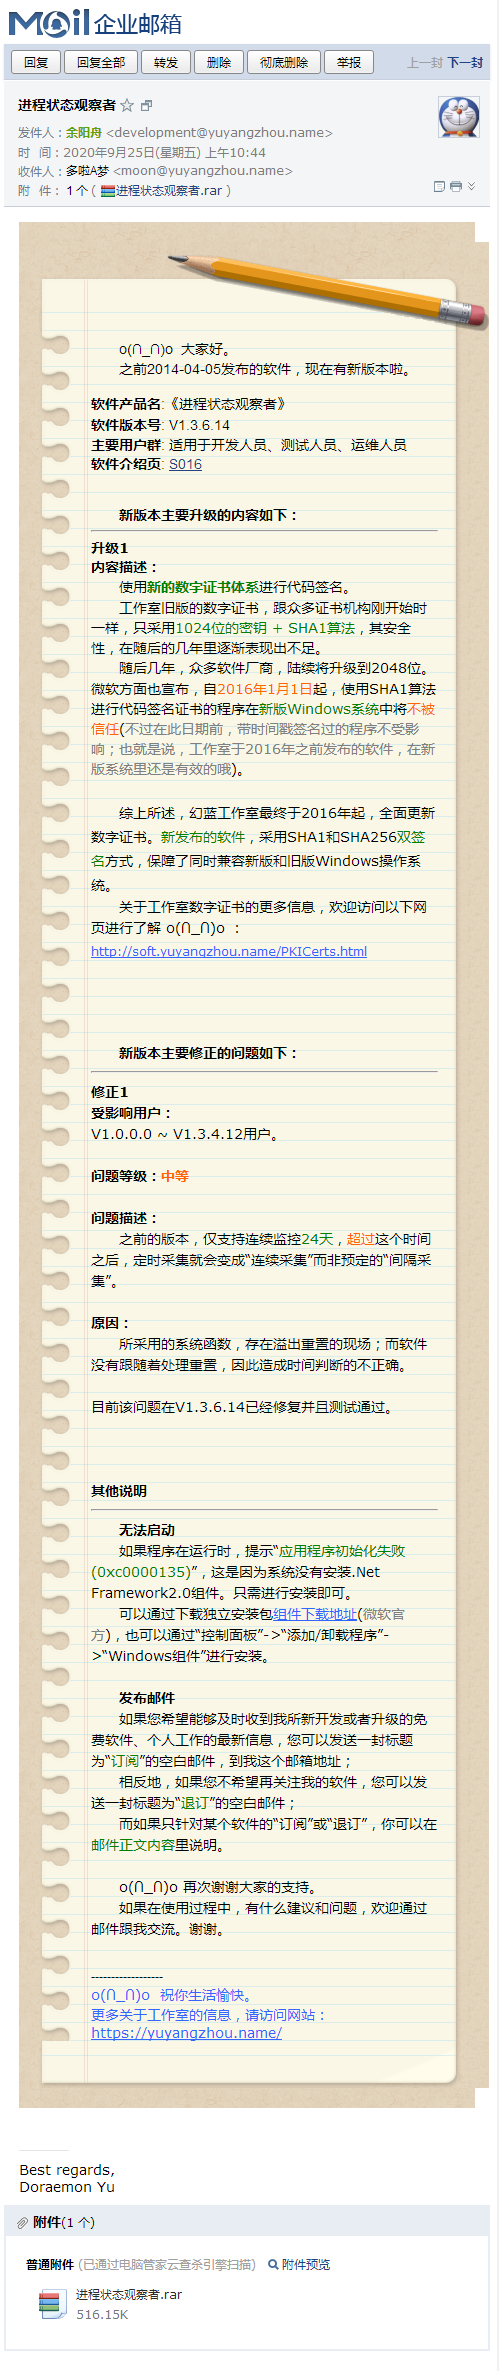 Mail 企业邮箱
回复 回复全部 转发 删除 彻底删除 举报 上一封 下一封
进程状态观察者
发件人：余阳舟 <development@yuyangzhou.name>
时 间：2020年9月25日(星期五) 上午10:44
收件人：多啦A梦 <moon@yuyangzhou.name>
附 件： 1 个 ( 进程状态观察者.rar )
o(∩_∩)o 大家好。
之前2014-04-05发布的软件，现在有新版本啦。
软件产品名:《进程状态观察者》
软件版本号: V1.3.6.14
主要用户群: 适用于开发人员、测试人员、运维人员
软件介绍页: S016
新版本主要升级的内容如下：
升级1
内容描述：
使用新的数字证书体系进行代码签名。
工作室旧版的数字证书，跟众多证书机构刚开始时
一样，只采用1024位的密钥 + SHA1算法，其安全
性，在随后的几年里逐渐表现出不足。
随后几年，众多软件厂商，陆续将升级到2048位。
微软方面也宣布，自2016年1月1日起，使用SHA1算法
进行代码签名证书的程序在新版Windows系统中将不被
信任(不过在此日期前，带时间戳签名过的程序不受影
响；也就是说，工作室于2016年之前发布的软件，在新
版系统里还是有效的哦)。
综上所述，幻蓝工作室最终于2016年起，全面更新
数字证书。新发布的软件，采用SHA1和SHA256双签
名方式，保障了同时兼容新版和旧版Windows操作系
统。
关于工作室数字证书的更多信息，欢迎访问以下网
页进行了解 o(∩_∩)o ：
http://soft.yuyangzhou.name/PKICerts.html
新版本主要修正的问题如下：
修正1
受影响用户：
V1.0.0.0 ~ V1.3.4.12用户。
问题等级：中等
问题描述：
之前的版本，仅支持连续监控24天，超过这个时间
之后，定时采集就会变成“连续采集”而非预定的“间隔采
集”。
原因：
所采用的系统函数，存在溢出重置的现场；而软件
没有跟随着处理重置，因此造成时间判断的不正确。
目前该问题在V1.3.6.14已经修复并且测试通过。
其他说明
无法启动
如果程序在运行时，提示“应用程序初始化失败
(0xc0000135)”，这是因为系统没有安装.Net
Framework2.0组件。只需进行安装即可。
可以通过下载独立安装包组件下载地址(微软官
方)，也可以通过“控制面板”->“添加/卸载程序”-
>“Windows组件”进行安装。
发布邮件
如果您希望能够及时收到我所新开发或者升级的免
费软件、个人工作的最新信息，您可以发送一封标题
为“订阅”的空白邮件，到我这个邮箱地址；
相反地，如果您不希望再关注我的软件，您可以发
送一封标题为“退订”的空白邮件；
而如果只针对某个软件的“订阅”或“退订”，你可以在
邮件正文内容里说明。
o(∩_∩)o 再次谢谢大家的支持。
如果在使用过程中，有什么建议和问题，欢迎通过
邮件跟我交流。谢谢。
------------------
o(∩_∩)o 祝你生活愉快。
更多关于工作室的信息，请访问网站：
https://yuyangzhou.name/
Best regards,
Doraemon Yu
附件(1 个)
普通附件 (已通过电脑管家云查杀引擎扫描) 附件预览
进程状态观察者.rar
516.15K